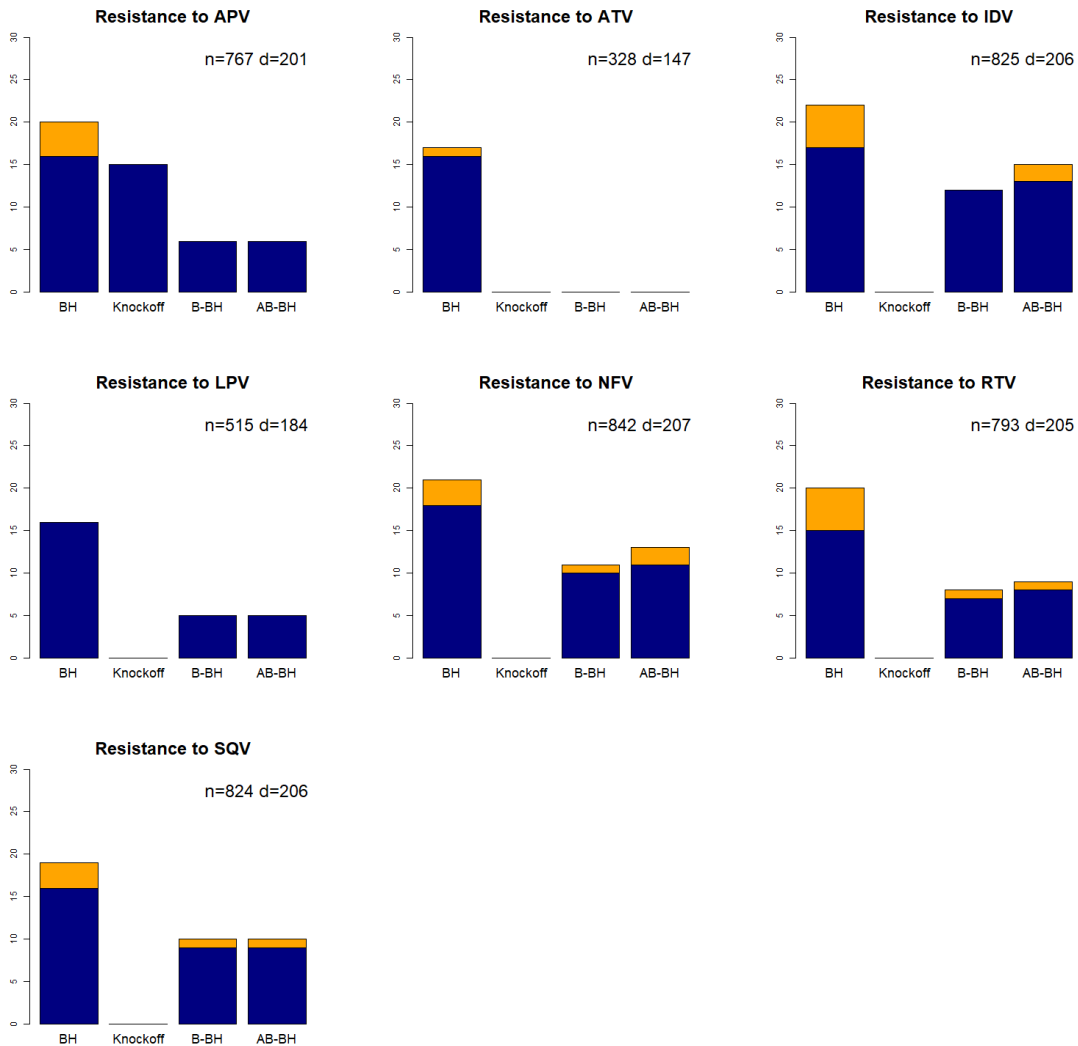 Resistance to APV
n=767 d=201
30
25
20
15
10
5
0
BH Knockoff B-BH AB-BH
Resistance to ATV
n=328 d=147
30
25
20
15
10
5
0
BH Knockoff B-BH AB-BH
Resistance to IDV
n=825 d=206
30
25
20
15
10
5
0
BH Knockoff B-BH AB-BH
Resistance to LPV
n=515 d=184
30
25
20
15
10
5
0
BH Knockoff B-BH AB-BH
Resistance to NFV
n=842 d=207
30
25
20
15
10
5
0
BH Knockoff B-BH AB-BH
Resistance to RTV
n=793 d=205
30
25
20
15
10
5
0
BH Knockoff B-BH AB-BH
Resistance to SQV
n=824 d=206
30
25
20
15
10
5
0
BH Knockoff B-BH AB-BH